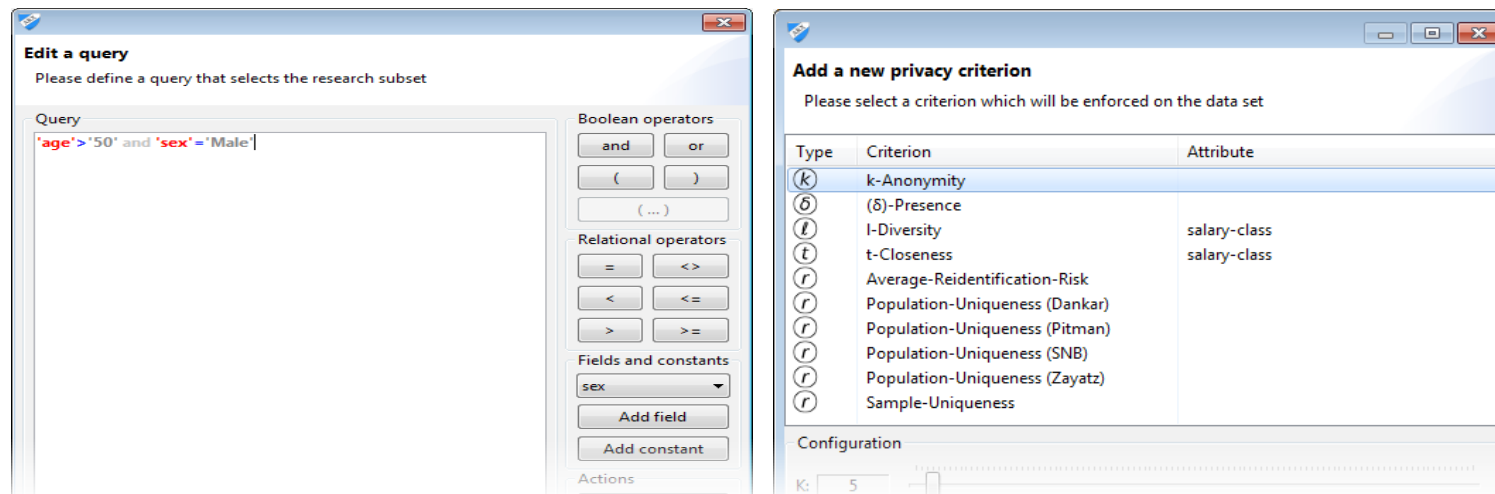 Edit a query
Please define a query that selects the research subset
Query
'age'>'50' and 'sex'='Male'
Boolean operators
and or
( )
( ... )
Relational operators
= <>
< <=
> >=
Fields and constants
sex
Add field
Add constant
Actions
Add a new privacy criterion
Please select a criterion which will be enforced on the data set
Type Criterion Attribute
k k-Anonymity
δ (δ)-Presence
ℓ l-Diversity salary-class
t t-Closeness salary-class
r Average-Reidentification-Risk
r Population-Uniqueness (Dankar)
r Population-Uniqueness (Pitman)
r Population-Uniqueness (SNB)
r Population-Uniqueness (Zayatz)
r Sample-Uniqueness
Configuration
K: 5